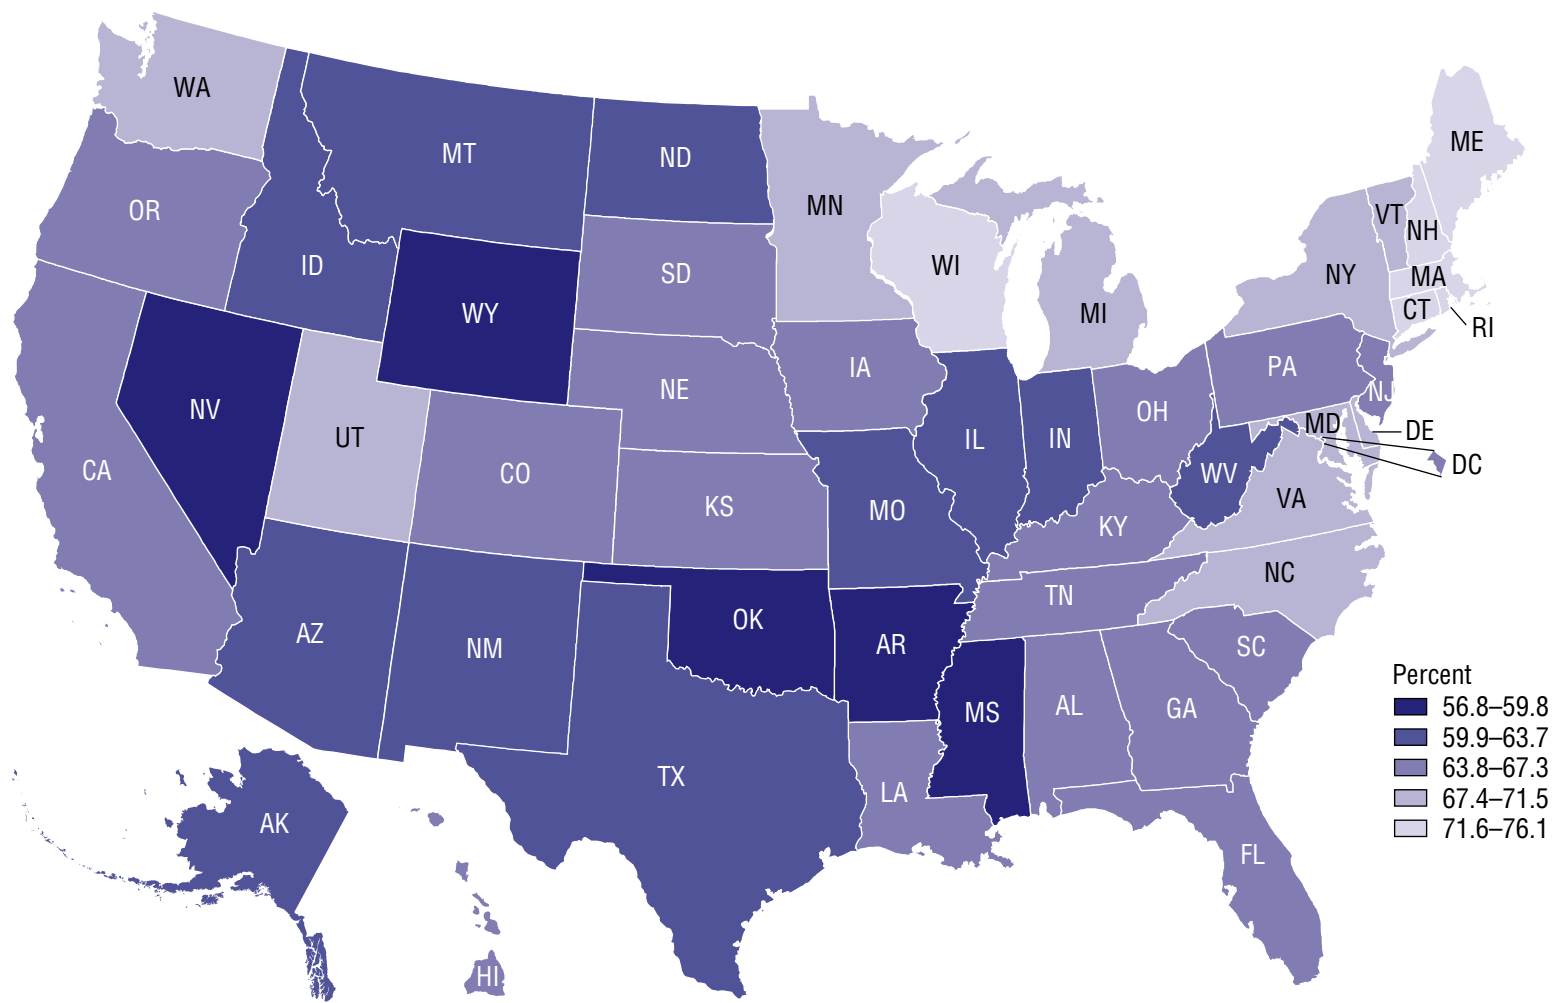 WA
MT
ND
MN
ME
OR
ID
WY
SD
WI
MI
NY
VT
NH
MA
CT
RI
NV
UT
CO
NE
IA
IL
IN
OH
PA
NJ
MD
DE
DC
CA
KS
MO
KY
WV
VA
AZ
NM
OK
AR
TN
NC
SC
TX
LA
MS
AL
GA
FL
AK
HI
Percent
56.8–59.8
59.9–63.7
63.8–67.3
67.4–71.5
71.6–76.1